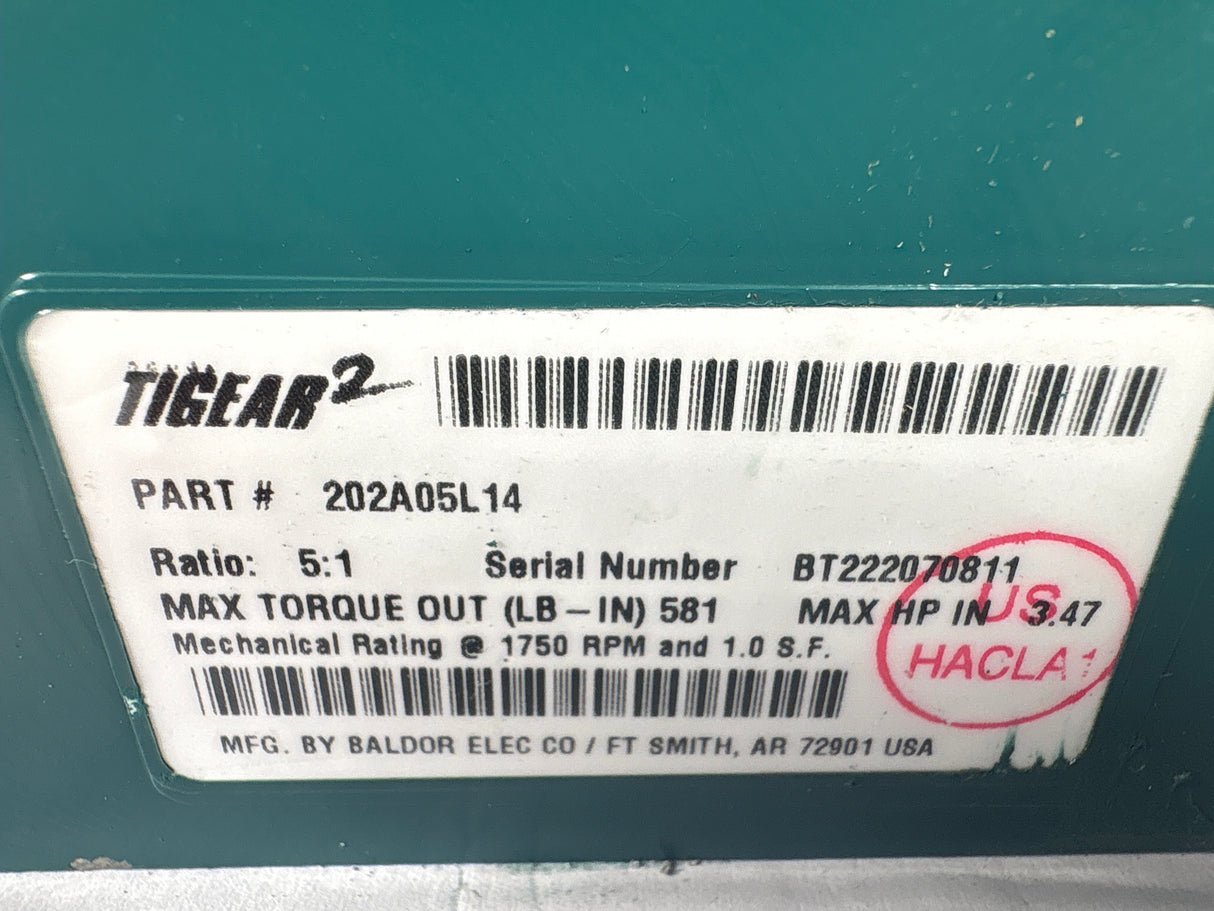 TIGEAR2
PART # 202A05L14
Ratio: 5:1 Serial Number BT222070811
MAX TORQUE OUT (LB-IN) 581 MAX HP IN 3.47
Mechanical Rating @ 1750 RPM and 1.0 S.F.
MFG. BY BALDOR ELEC CO / FT SMITH, AR 72901 USA
US
HACLA1